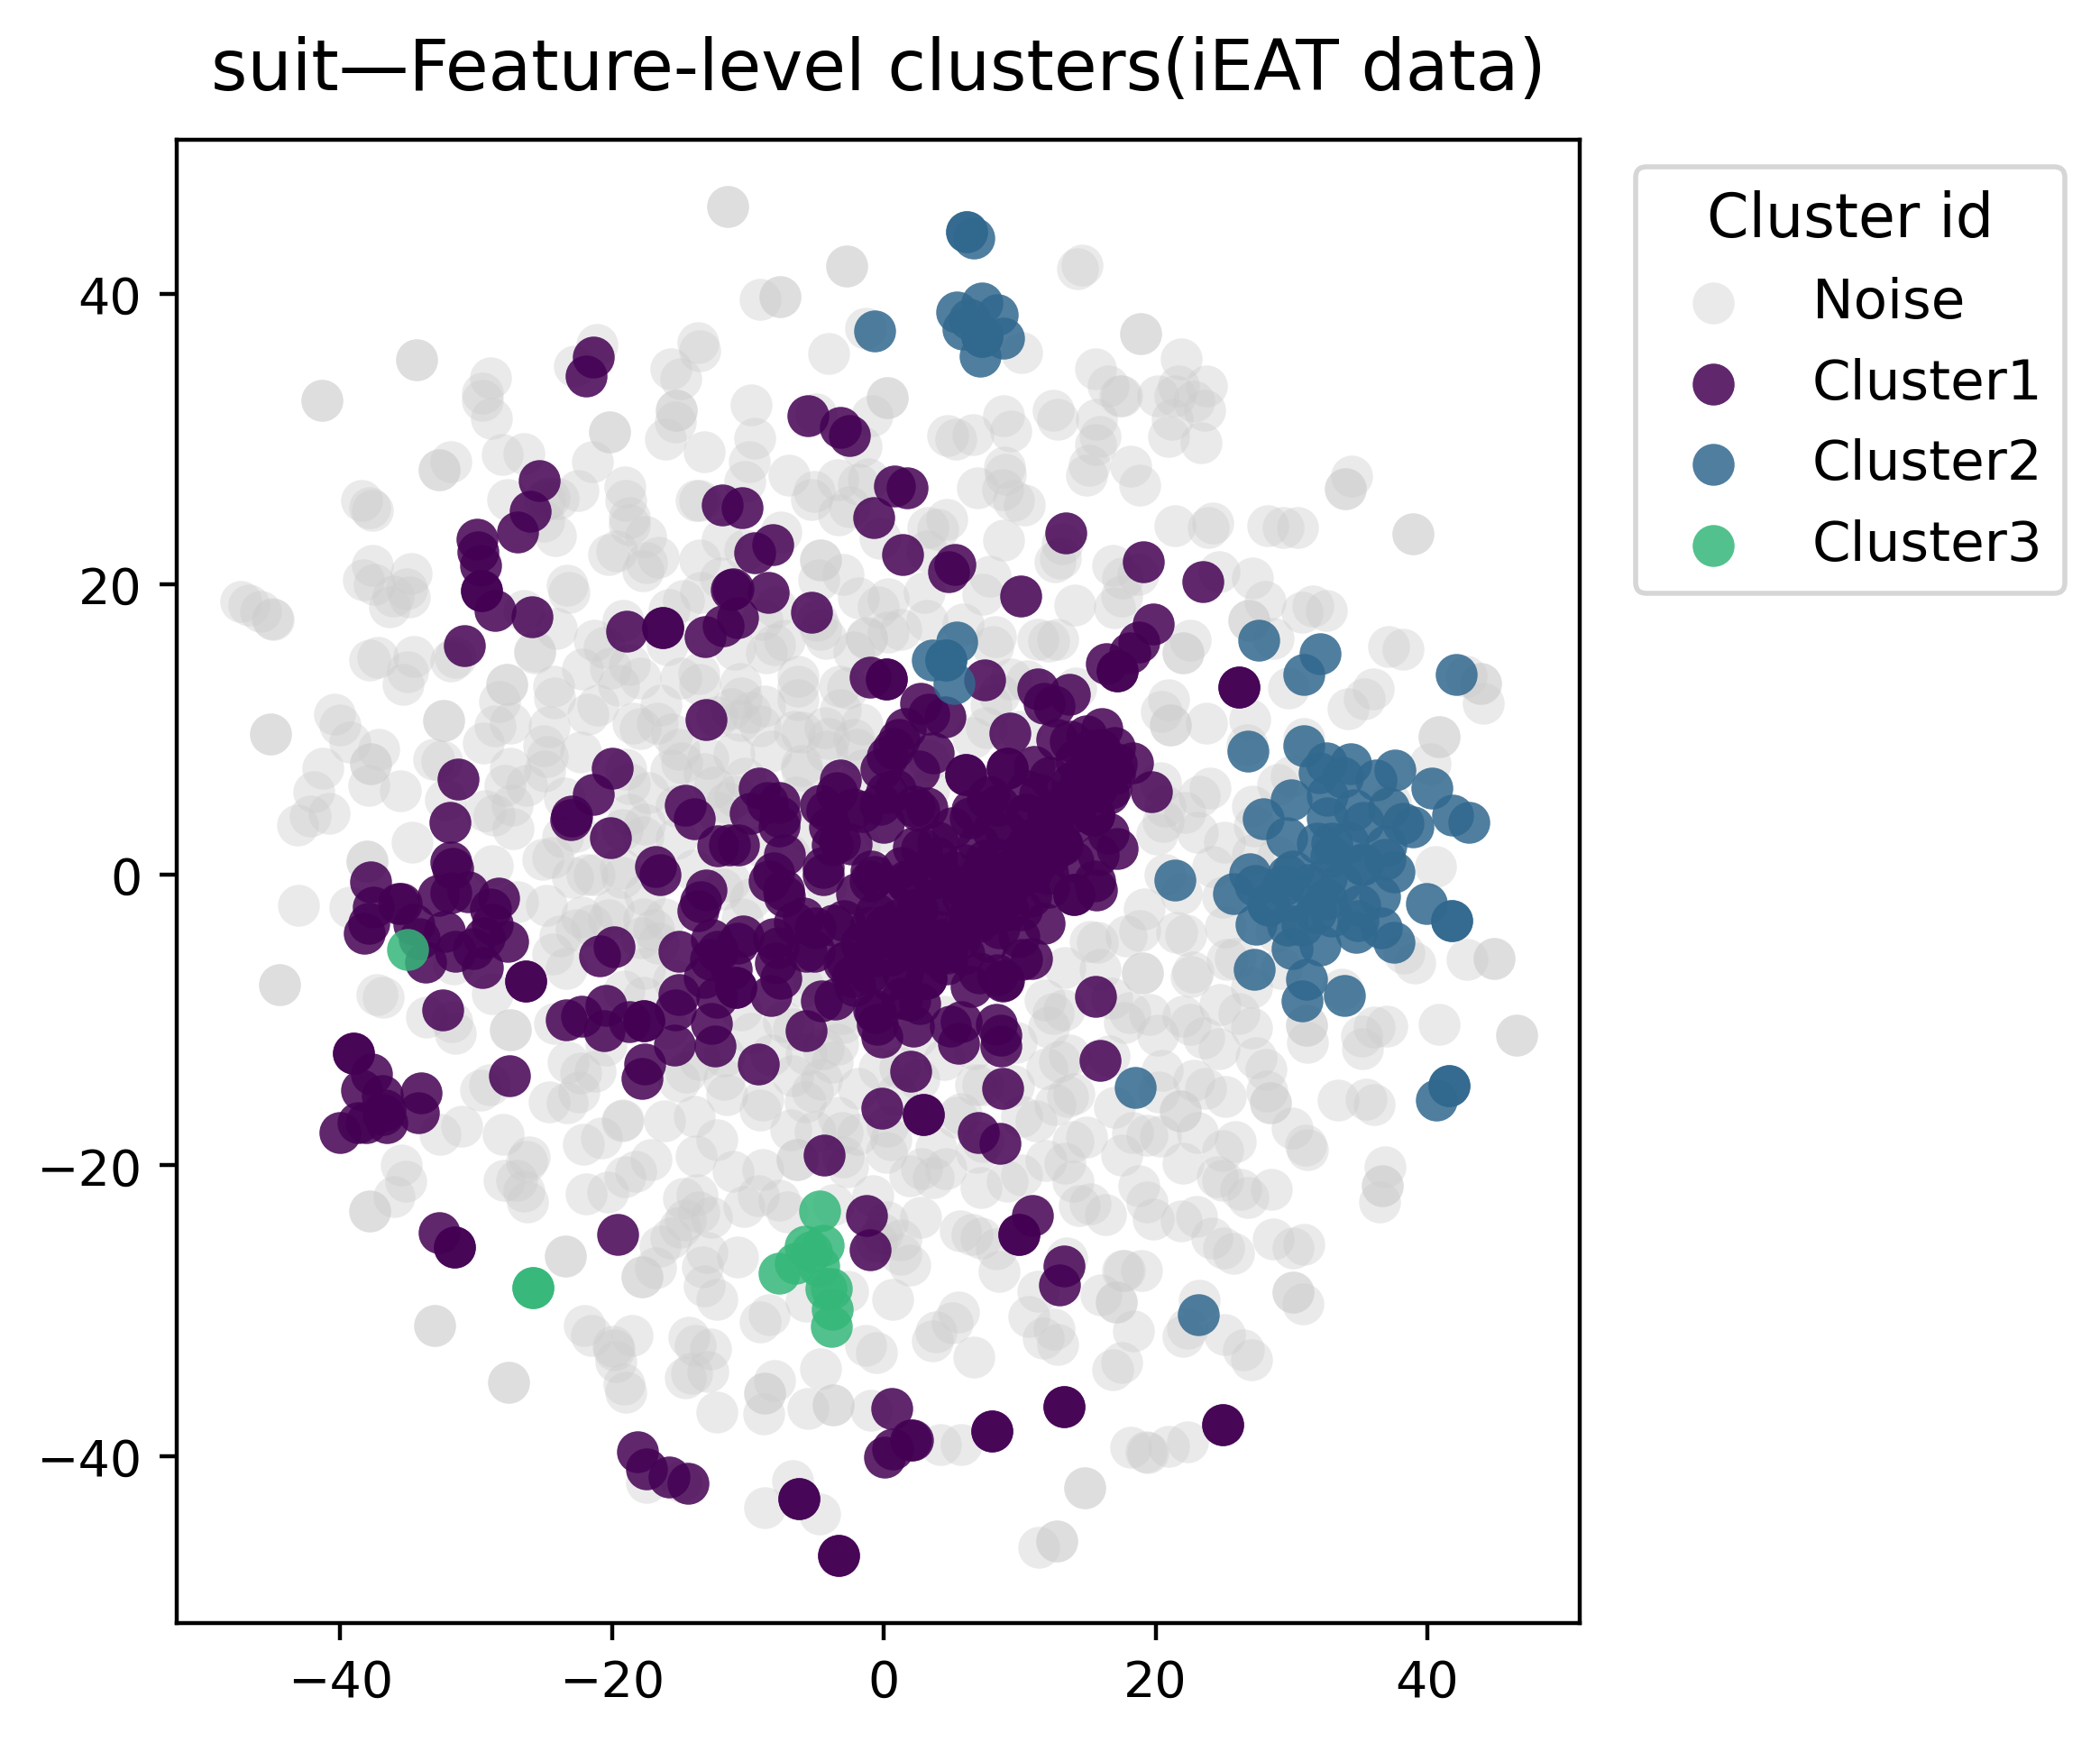 suit—Feature-level clusters(iEAT data)
Cluster id
Noise
Cluster1
Cluster2
Cluster3
40
20
0
−20
−40
−40 −20 0 20 40